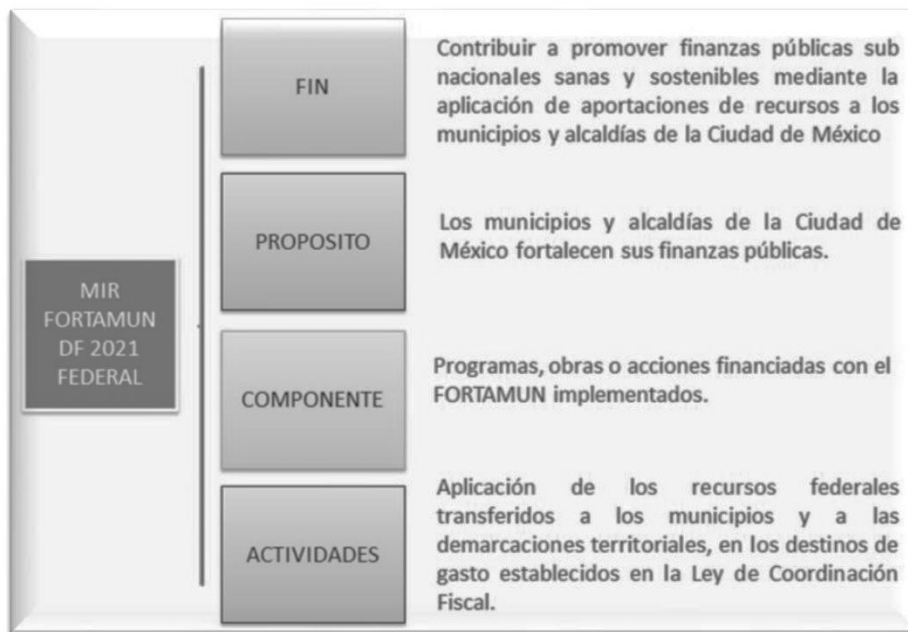 MIR
FORTAMUN
DF 2021
FEDERAL
FIN
Contribuir a promover finanzas públicas sub
nacionales sanas y sostenibles mediante la
aplicación de aportaciones de recursos a los
municipios y alcaldías de la Ciudad de México
PROPOSITO
Los municipios y alcaldías de la Ciudad de
México fortalecen sus finanzas públicas.
COMPONENTE
Programas, obras o acciones financiadas con el
FORTAMUN implementados.
ACTIVIDADES
Aplicación de los recursos federales
transferidos a los municipios y a las
demarcaciones territoriales, en los destinos de
gasto establecidos en la Ley de Coordinación
Fiscal.